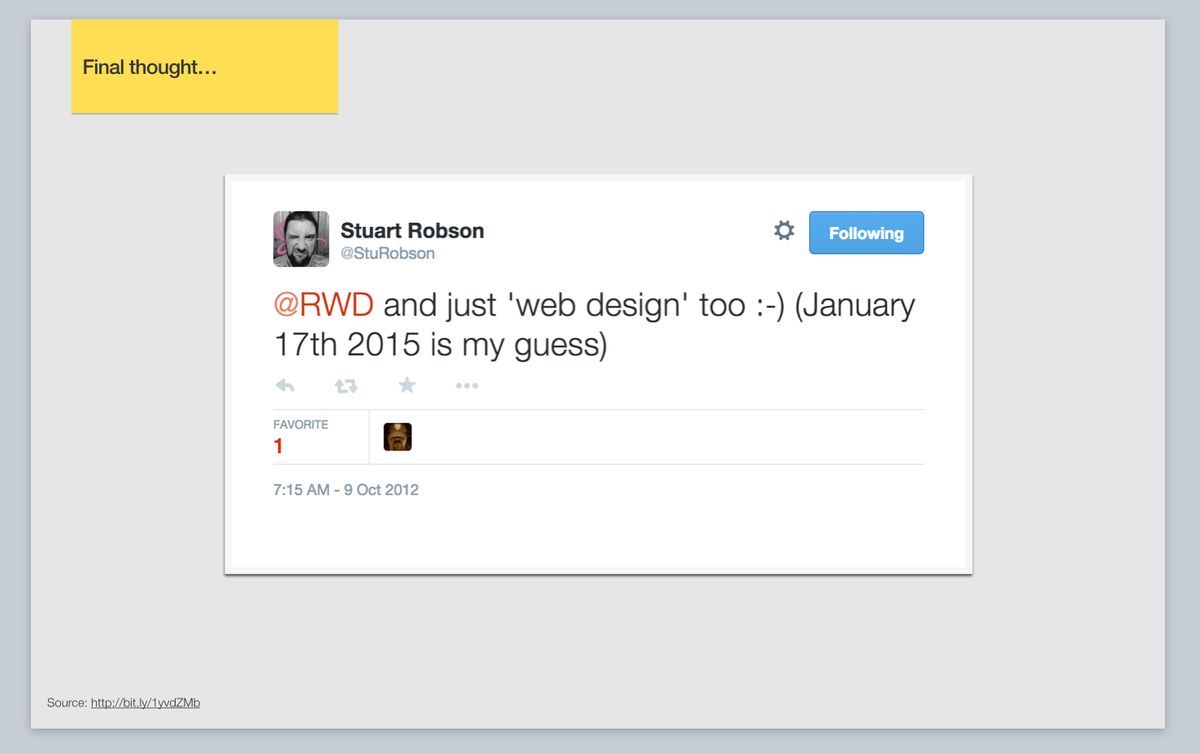 Final thought…
Stuart Robson
@StuRobson
Following
@RWD and just 'web design' too :-) (January
17th 2015 is my guess)
FAVORITE
1
7:15 AM - 9 Oct 2012
Source: http://bit.ly/1yvdZMb